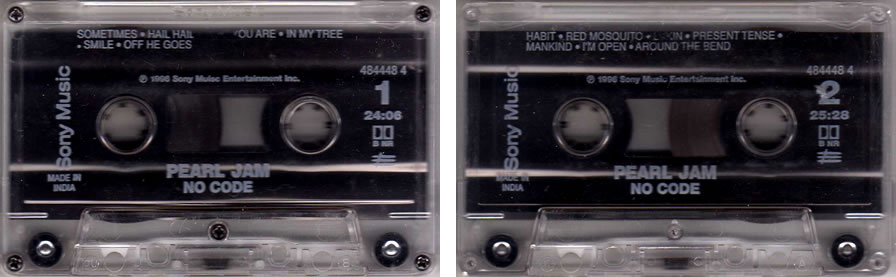 SOMETIMES • HAIL HAIL YOU ARE • IN MY TREE
• SMILE • OFF HE GOES
℗ 1996 Sony Music Entertainment Inc.
484448 4
1
24:06
B NR
Sony Music
MADE IN
INDIA
PEARL JAM
NO CODE
HABIT • RED MOSQUITO • LUKIN • PRESENT TENSE •
MANKIND • I'M OPEN • AROUND THE BEND
℗ 1996 Sony Music Entertainment Inc.
484448 4
2
25:28
B NR
Sony Music
MADE IN
INDIA
PEARL JAM
NO CODE